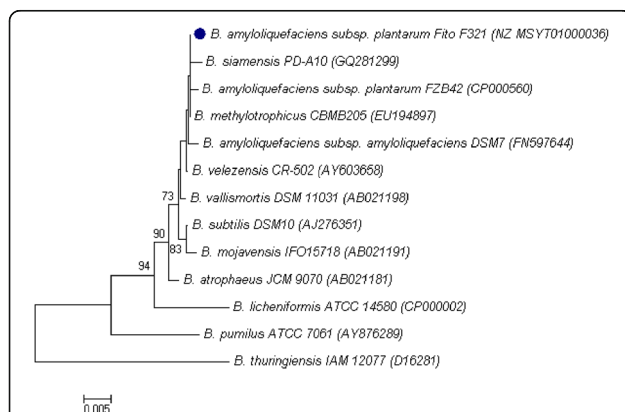 B. amyloliquefaciens subsp. plantarum Fito F321 (NZ MSYT01000036)
B. siamensis PD-A10 (GQ281299)
B. amyloliquefaciens subsp. plantarum FZB42 (CP000560)
B. methylotrophicus CBMB205 (EU194897)
B. amyloliquefaciens subsp. amyloliquefaciens DSM7 (FN597644)
B. velezensis CR-502 (AY603658)
B. vallismortis DSM 11031 (AB021198)
73
B. subtilis DSM10 (AJ276351)
90
83
B. mojavensis IFO15718 (AB021191)
94
B. atrophaeus JCM 9070 (AB021181)
B. licheniformis ATCC 14580 (CP000002)
B. pumilus ATCC 7061 (AY876289)
B. thuringiensis IAM 12077 (D16281)
0.005